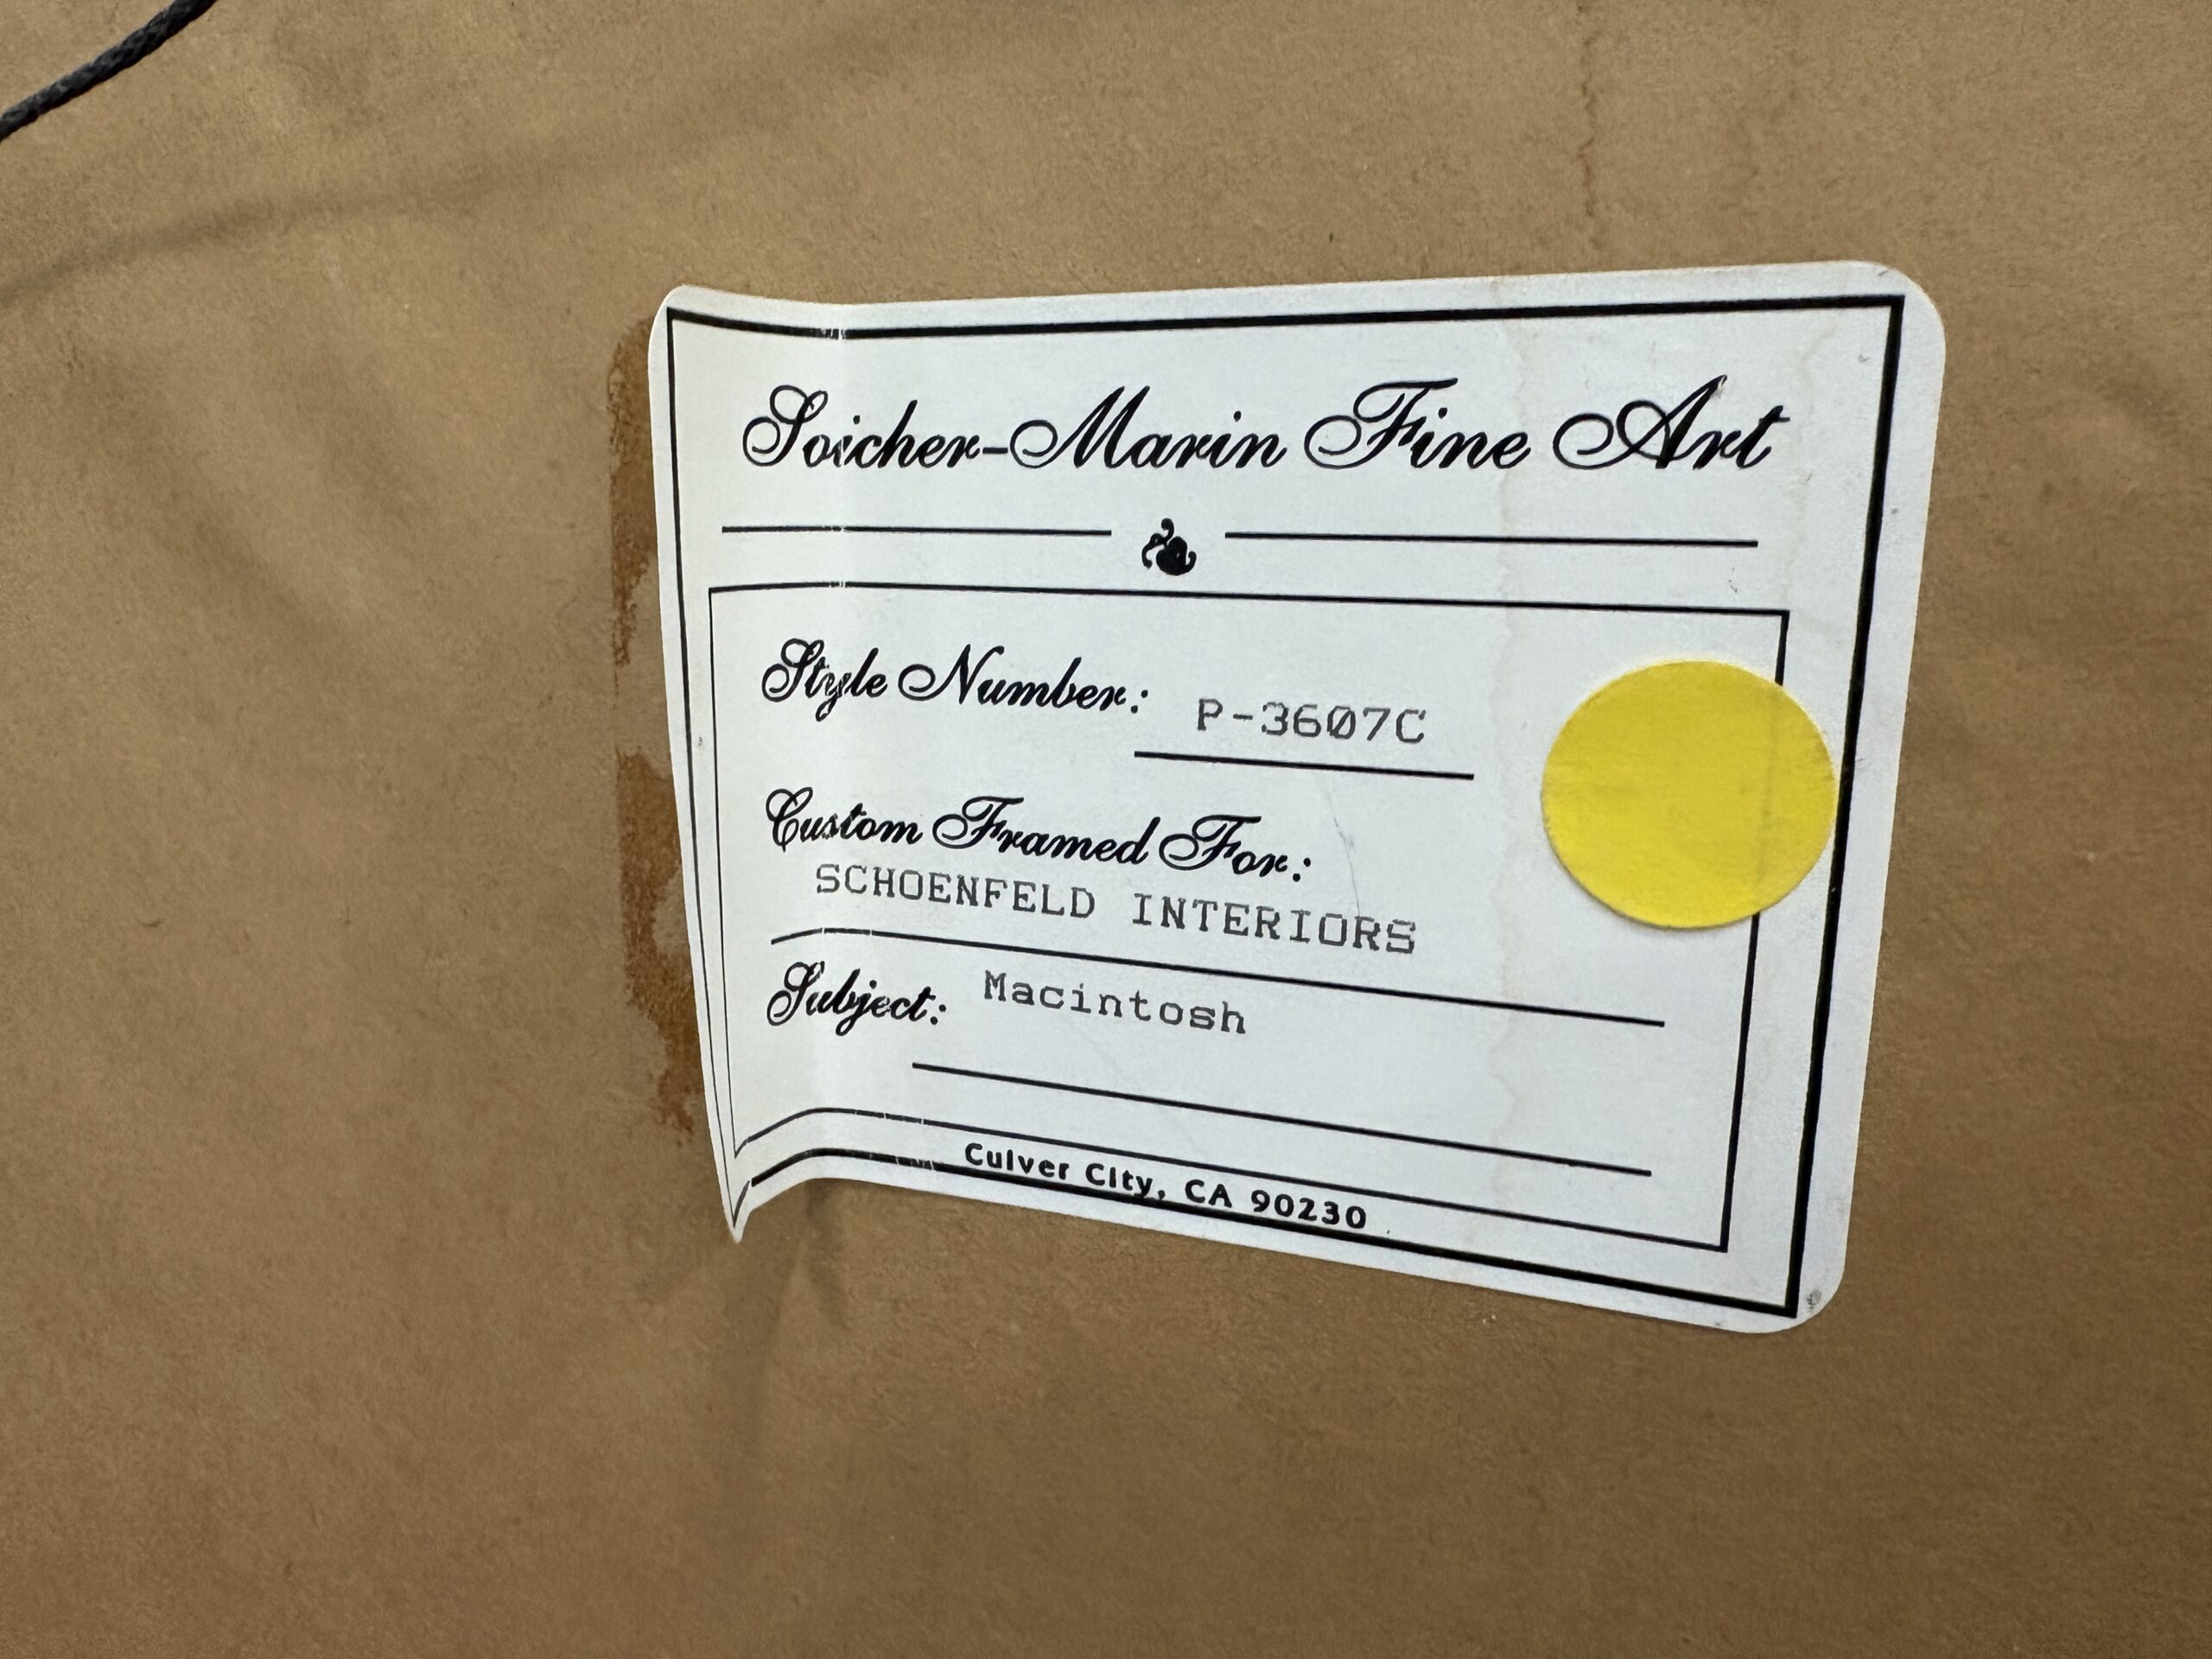 Soicher-Marin Fine Art
Style Number: P-3607C
Custom Framed For:
SCHOENFELD INTERIORS
Subject: Macintosh
Culver City, CA 90230